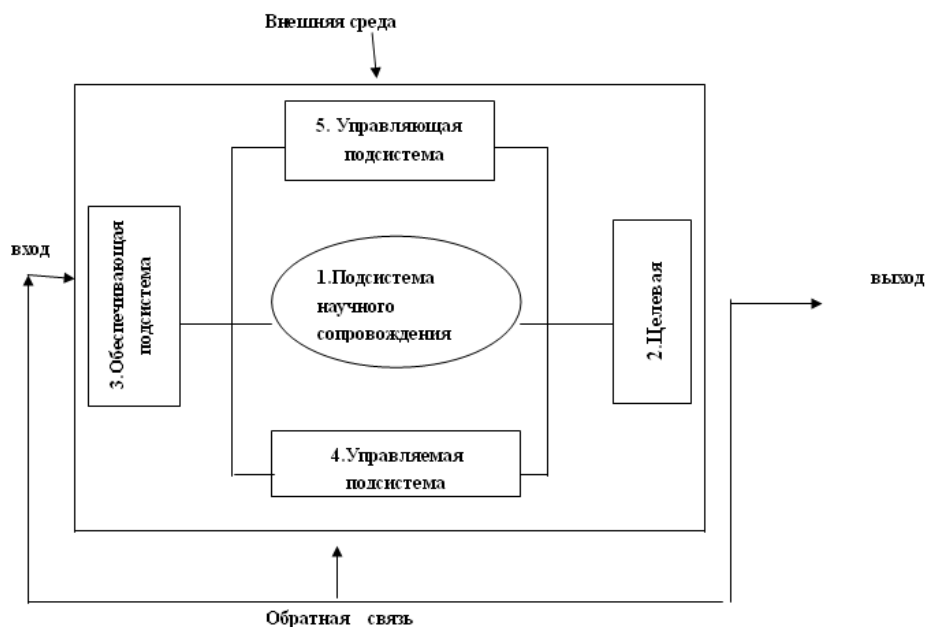 Внешняя среда
5. Управляющая
подсистема
вход
3.Обеспечивающая
подсистема
1.Подсистема
научного
сопровождения
2.Целевая
выход
4.Управляемая
подсистема
Обратная связь